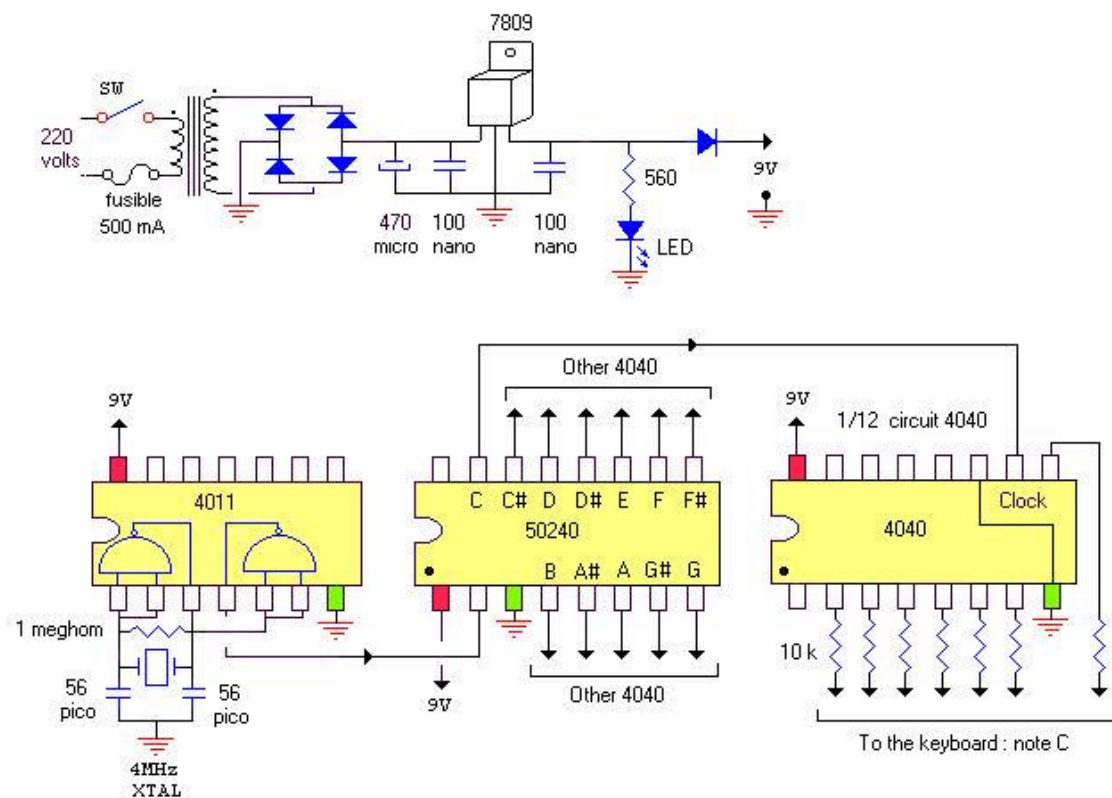 7809
SW
220
volts
fusible
500 mA
470
micro
100
nano
100
nano
560
LED
9V
Other 4040
9V
4011
C C# D D# E F F#
50240
B A# A G# G
9V
1/12 circuit 4040
Clock
4040
1 meghom
56
pico
56
pico
4MHz
XTAL
9V
Other 4040
10 k
To the keyboard : note C